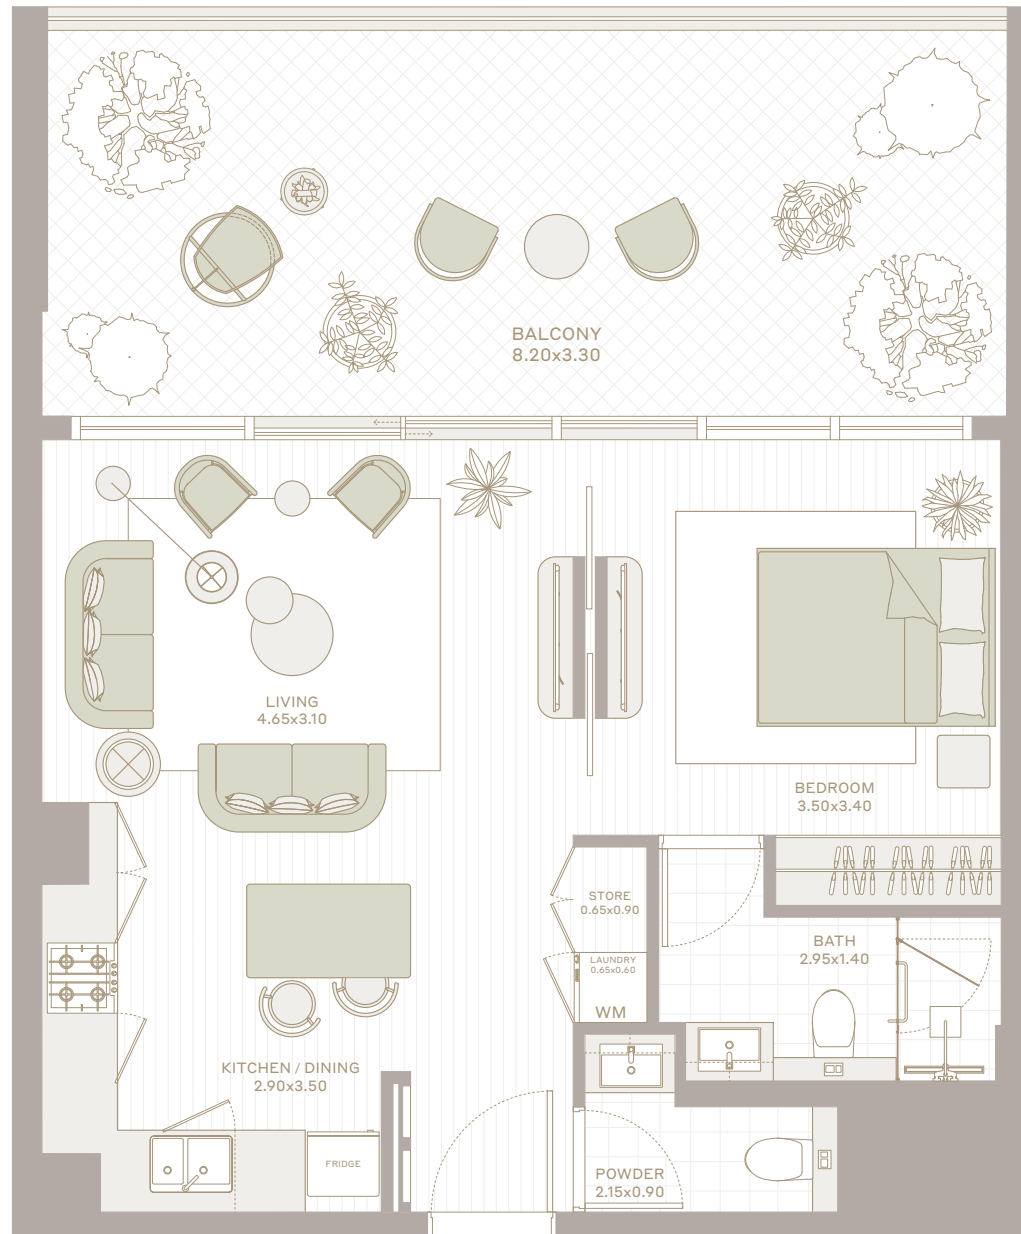 BALCONY
8.20x3.30
LIVING
4.65x3.10
BEDROOM
3.50x3.40
STORE
0.65x0.90
LAUNDRY
0.65x0.60
WM
BATH
2.95x1.40
KITCHEN / DINING
2.90x3.50
FRIDGE
POWDER
2.15x0.90